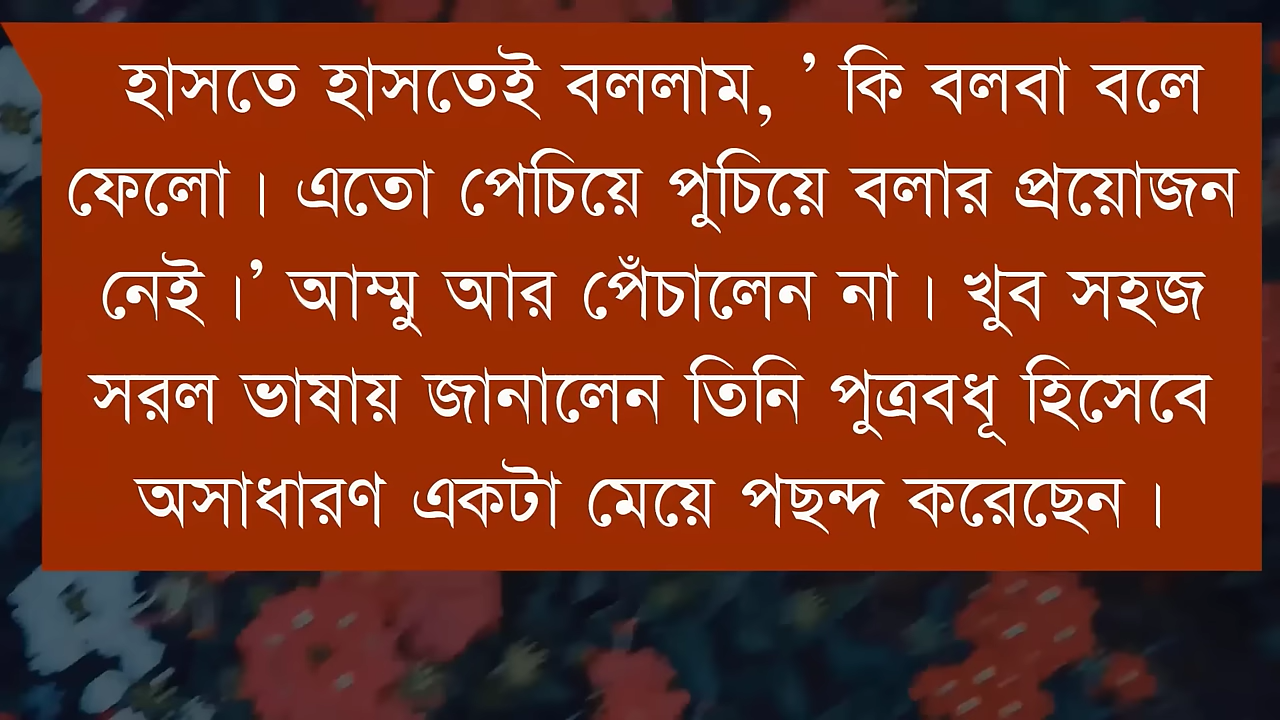 হাসতে হাসতেই বললাম, ’ কি বলবা বলে
ফেলো। এতো পেচিয়ে পুচিয়ে বলার প্রয়োজন
নেই।’ আম্মু আর পেঁচালেন না। খুব সহজ
সরল ভাষায় জানালেন তিনি পুত্রবধূ হিসেবে
অসাধারণ একটা মেয়ে পছন্দ করেছেন।